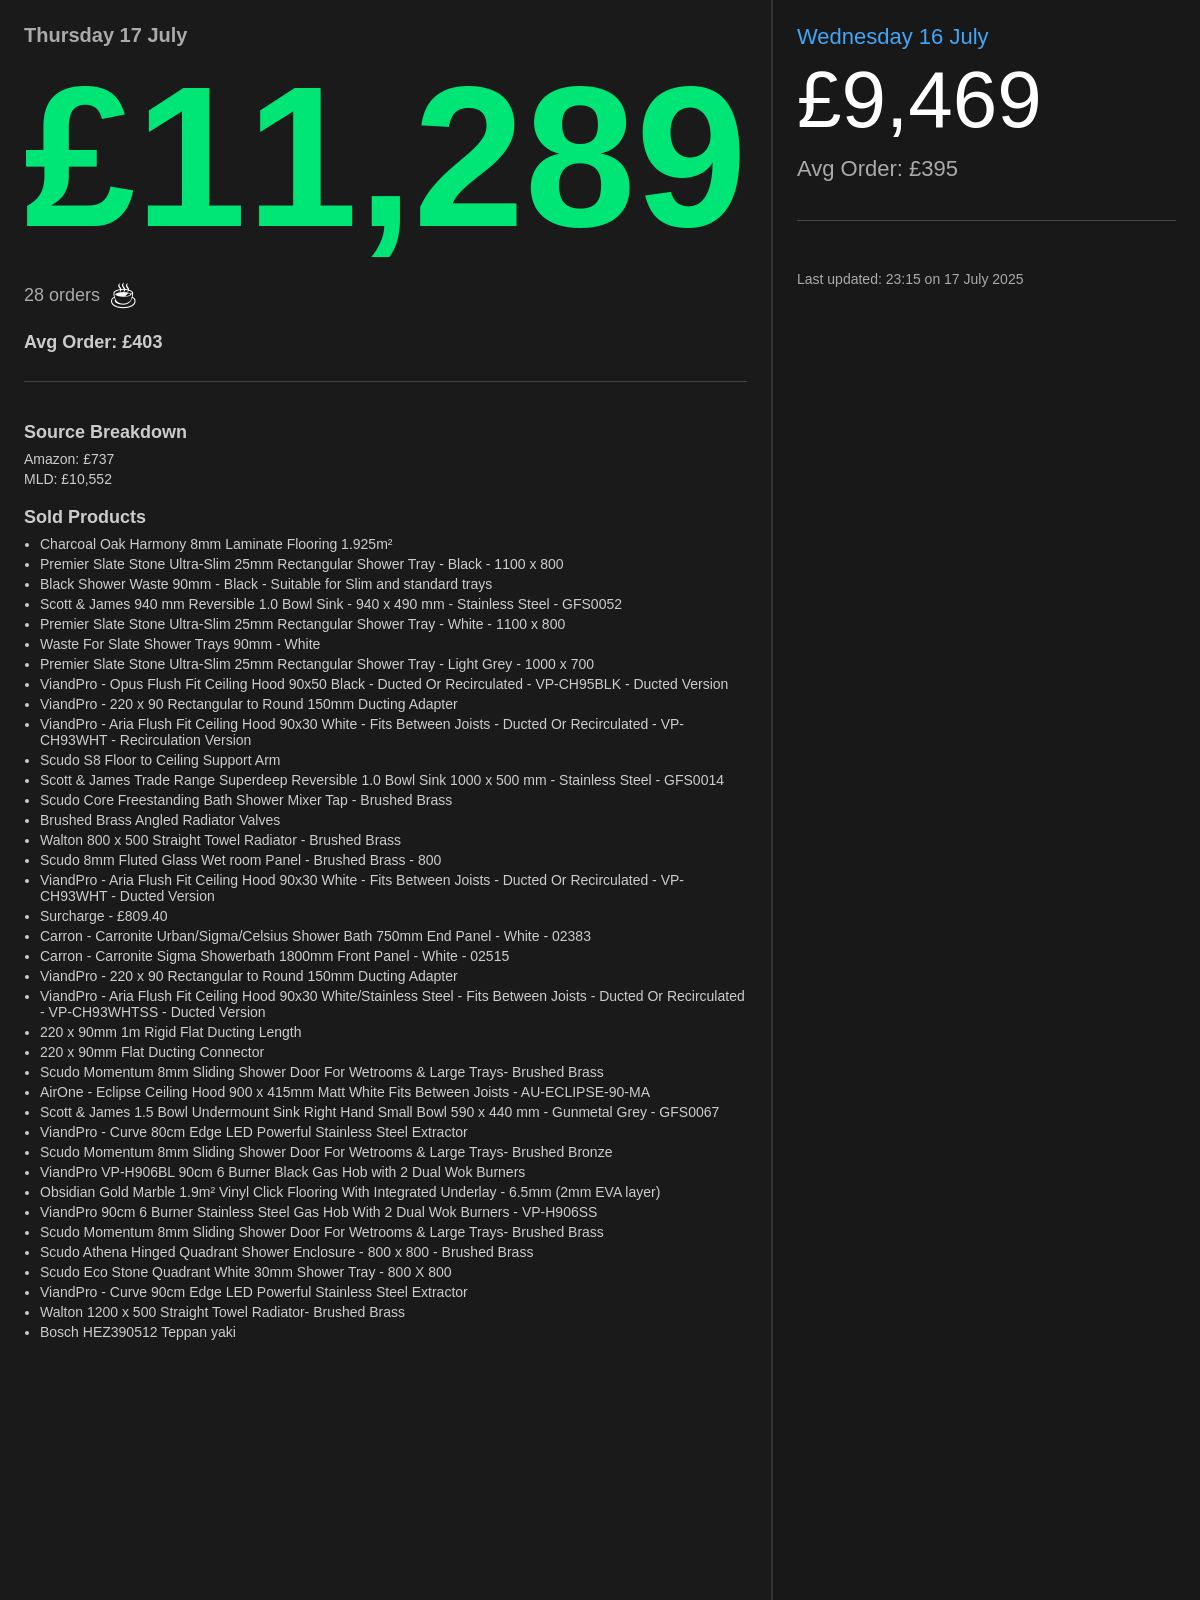 Thursday 17 July
£11,289
28 orders ☕
Avg Order: £403
Source Breakdown
Amazon: £737
MLD: £10,552
Sold Products
• Charcoal Oak Harmony 8mm Laminate Flooring 1.925m²
• Premier Slate Stone Ultra-Slim 25mm Rectangular Shower Tray - Black - 1100 x 800
• Black Shower Waste 90mm - Black - Suitable for Slim and standard trays
• Scott & James 940 mm Reversible 1.0 Bowl Sink - 940 x 490 mm - Stainless Steel - GFS0052
• Premier Slate Stone Ultra-Slim 25mm Rectangular Shower Tray - White - 1100 x 800
• Waste For Slate Shower Trays 90mm - White
• Premier Slate Stone Ultra-Slim 25mm Rectangular Shower Tray - Light Grey - 1000 x 700
• ViandPro - Opus Flush Fit Ceiling Hood 90x50 Black - Ducted Or Recirculated - VP-CH95BLK - Ducted Version
• ViandPro - 220 x 90 Rectangular to Round 150mm Ducting Adapter
• ViandPro - Aria Flush Fit Ceiling Hood 90x30 White - Fits Between Joists - Ducted Or Recirculated - VP-
CH93WHT - Recirculation Version
• Scudo S8 Floor to Ceiling Support Arm
• Scott & James Trade Range Superdeep Reversible 1.0 Bowl Sink 1000 x 500 mm - Stainless Steel - GFS0014
• Scudo Core Freestanding Bath Shower Mixer Tap - Brushed Brass
• Brushed Brass Angled Radiator Valves
• Walton 800 x 500 Straight Towel Radiator - Brushed Brass
• Scudo 8mm Fluted Glass Wet room Panel - Brushed Brass - 800
• ViandPro - Aria Flush Fit Ceiling Hood 90x30 White - Fits Between Joists - Ducted Or Recirculated - VP-
CH93WHT - Ducted Version
• Surcharge - £809.40
• Carron - Carronite Urban/Sigma/Celsius Shower Bath 750mm End Panel - White - 02383
• Carron - Carronite Sigma Showerbath 1800mm Front Panel - White - 02515
• ViandPro - 220 x 90 Rectangular to Round 150mm Ducting Adapter
• ViandPro - Aria Flush Fit Ceiling Hood 90x30 White/Stainless Steel - Fits Between Joists - Ducted Or Recirculated
- VP-CH93WHTSS - Ducted Version
• 220 x 90mm 1m Rigid Flat Ducting Length
• 220 x 90mm Flat Ducting Connector
• Scudo Momentum 8mm Sliding Shower Door For Wetrooms & Large Trays- Brushed Brass
• AirOne - Eclipse Ceiling Hood 900 x 415mm Matt White Fits Between Joists - AU-ECLIPSE-90-MA
• Scott & James 1.5 Bowl Undermount Sink Right Hand Small Bowl 590 x 440 mm - Gunmetal Grey - GFS0067
• ViandPro - Curve 80cm Edge LED Powerful Stainless Steel Extractor
• Scudo Momentum 8mm Sliding Shower Door For Wetrooms & Large Trays- Brushed Bronze
• ViandPro VP-H906BL 90cm 6 Burner Black Gas Hob with 2 Dual Wok Burners
• Obsidian Gold Marble 1.9m² Vinyl Click Flooring With Integrated Underlay - 6.5mm (2mm EVA layer)
• ViandPro 90cm 6 Burner Stainless Steel Gas Hob With 2 Dual Wok Burners - VP-H906SS
• Scudo Momentum 8mm Sliding Shower Door For Wetrooms & Large Trays- Brushed Brass
• Scudo Athena Hinged Quadrant Shower Enclosure - 800 x 800 - Brushed Brass
• Scudo Eco Stone Quadrant White 30mm Shower Tray - 800 X 800
• ViandPro - Curve 90cm Edge LED Powerful Stainless Steel Extractor
• Walton 1200 x 500 Straight Towel Radiator- Brushed Brass
• Bosch HEZ390512 Teppan yaki
Wednesday 16 July
£9,469
Avg Order: £395
Last updated: 23:15 on 17 July 2025